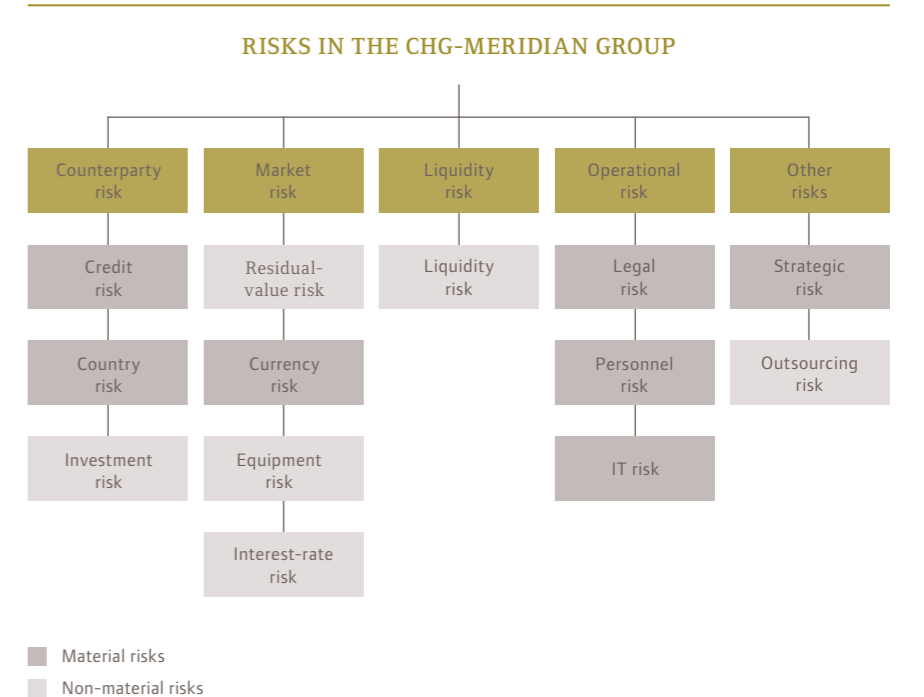 RISKS IN THE CHG-MERIDIAN GROUP
Counterparty
risk
Market
risk
Liquidity
risk
Operational
risk
Other
risks
Credit
risk
Residual-
value risk
Liquidity
risk
Legal
risk
Strategic
risk
Country
risk
Currency
risk
Personnel
risk
Outsourcing
risk
Investment
risk
Equipment
risk
IT risk
Interest-rate
risk
Material risks
Non-material risks